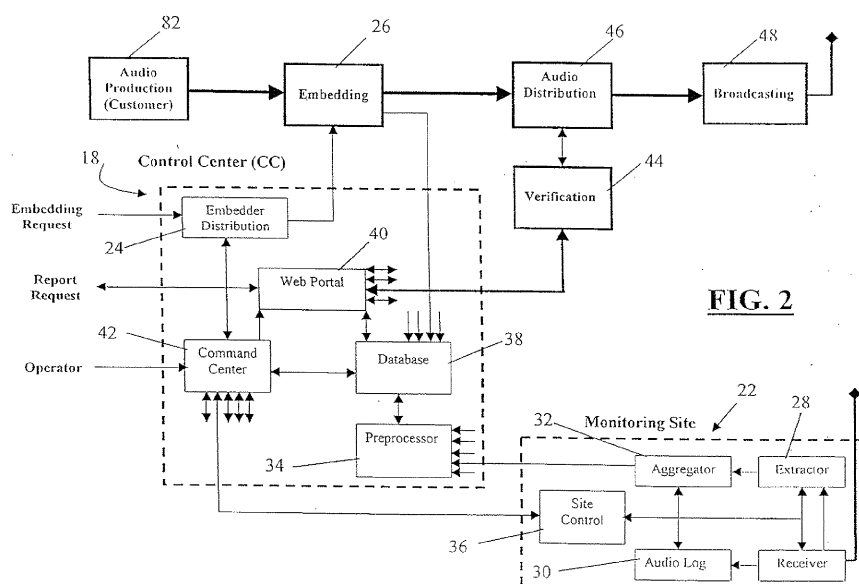 82
26
46
48
Audio
Production
(Customer)
Embedding
Audio
Distribution
Broadcasting
Control Center (CC)
18
44
Verification
Embedding
Request
Embedder
Distribution
24
40
Report
Request
Web Portal
FIG. 2
42
Operator
Command
Center
Database
38
Preprocessor
34
Monitoring Site
22
28
32
Aggregator
Extractor
Site
Control
36
30
Audio Log
Receiver